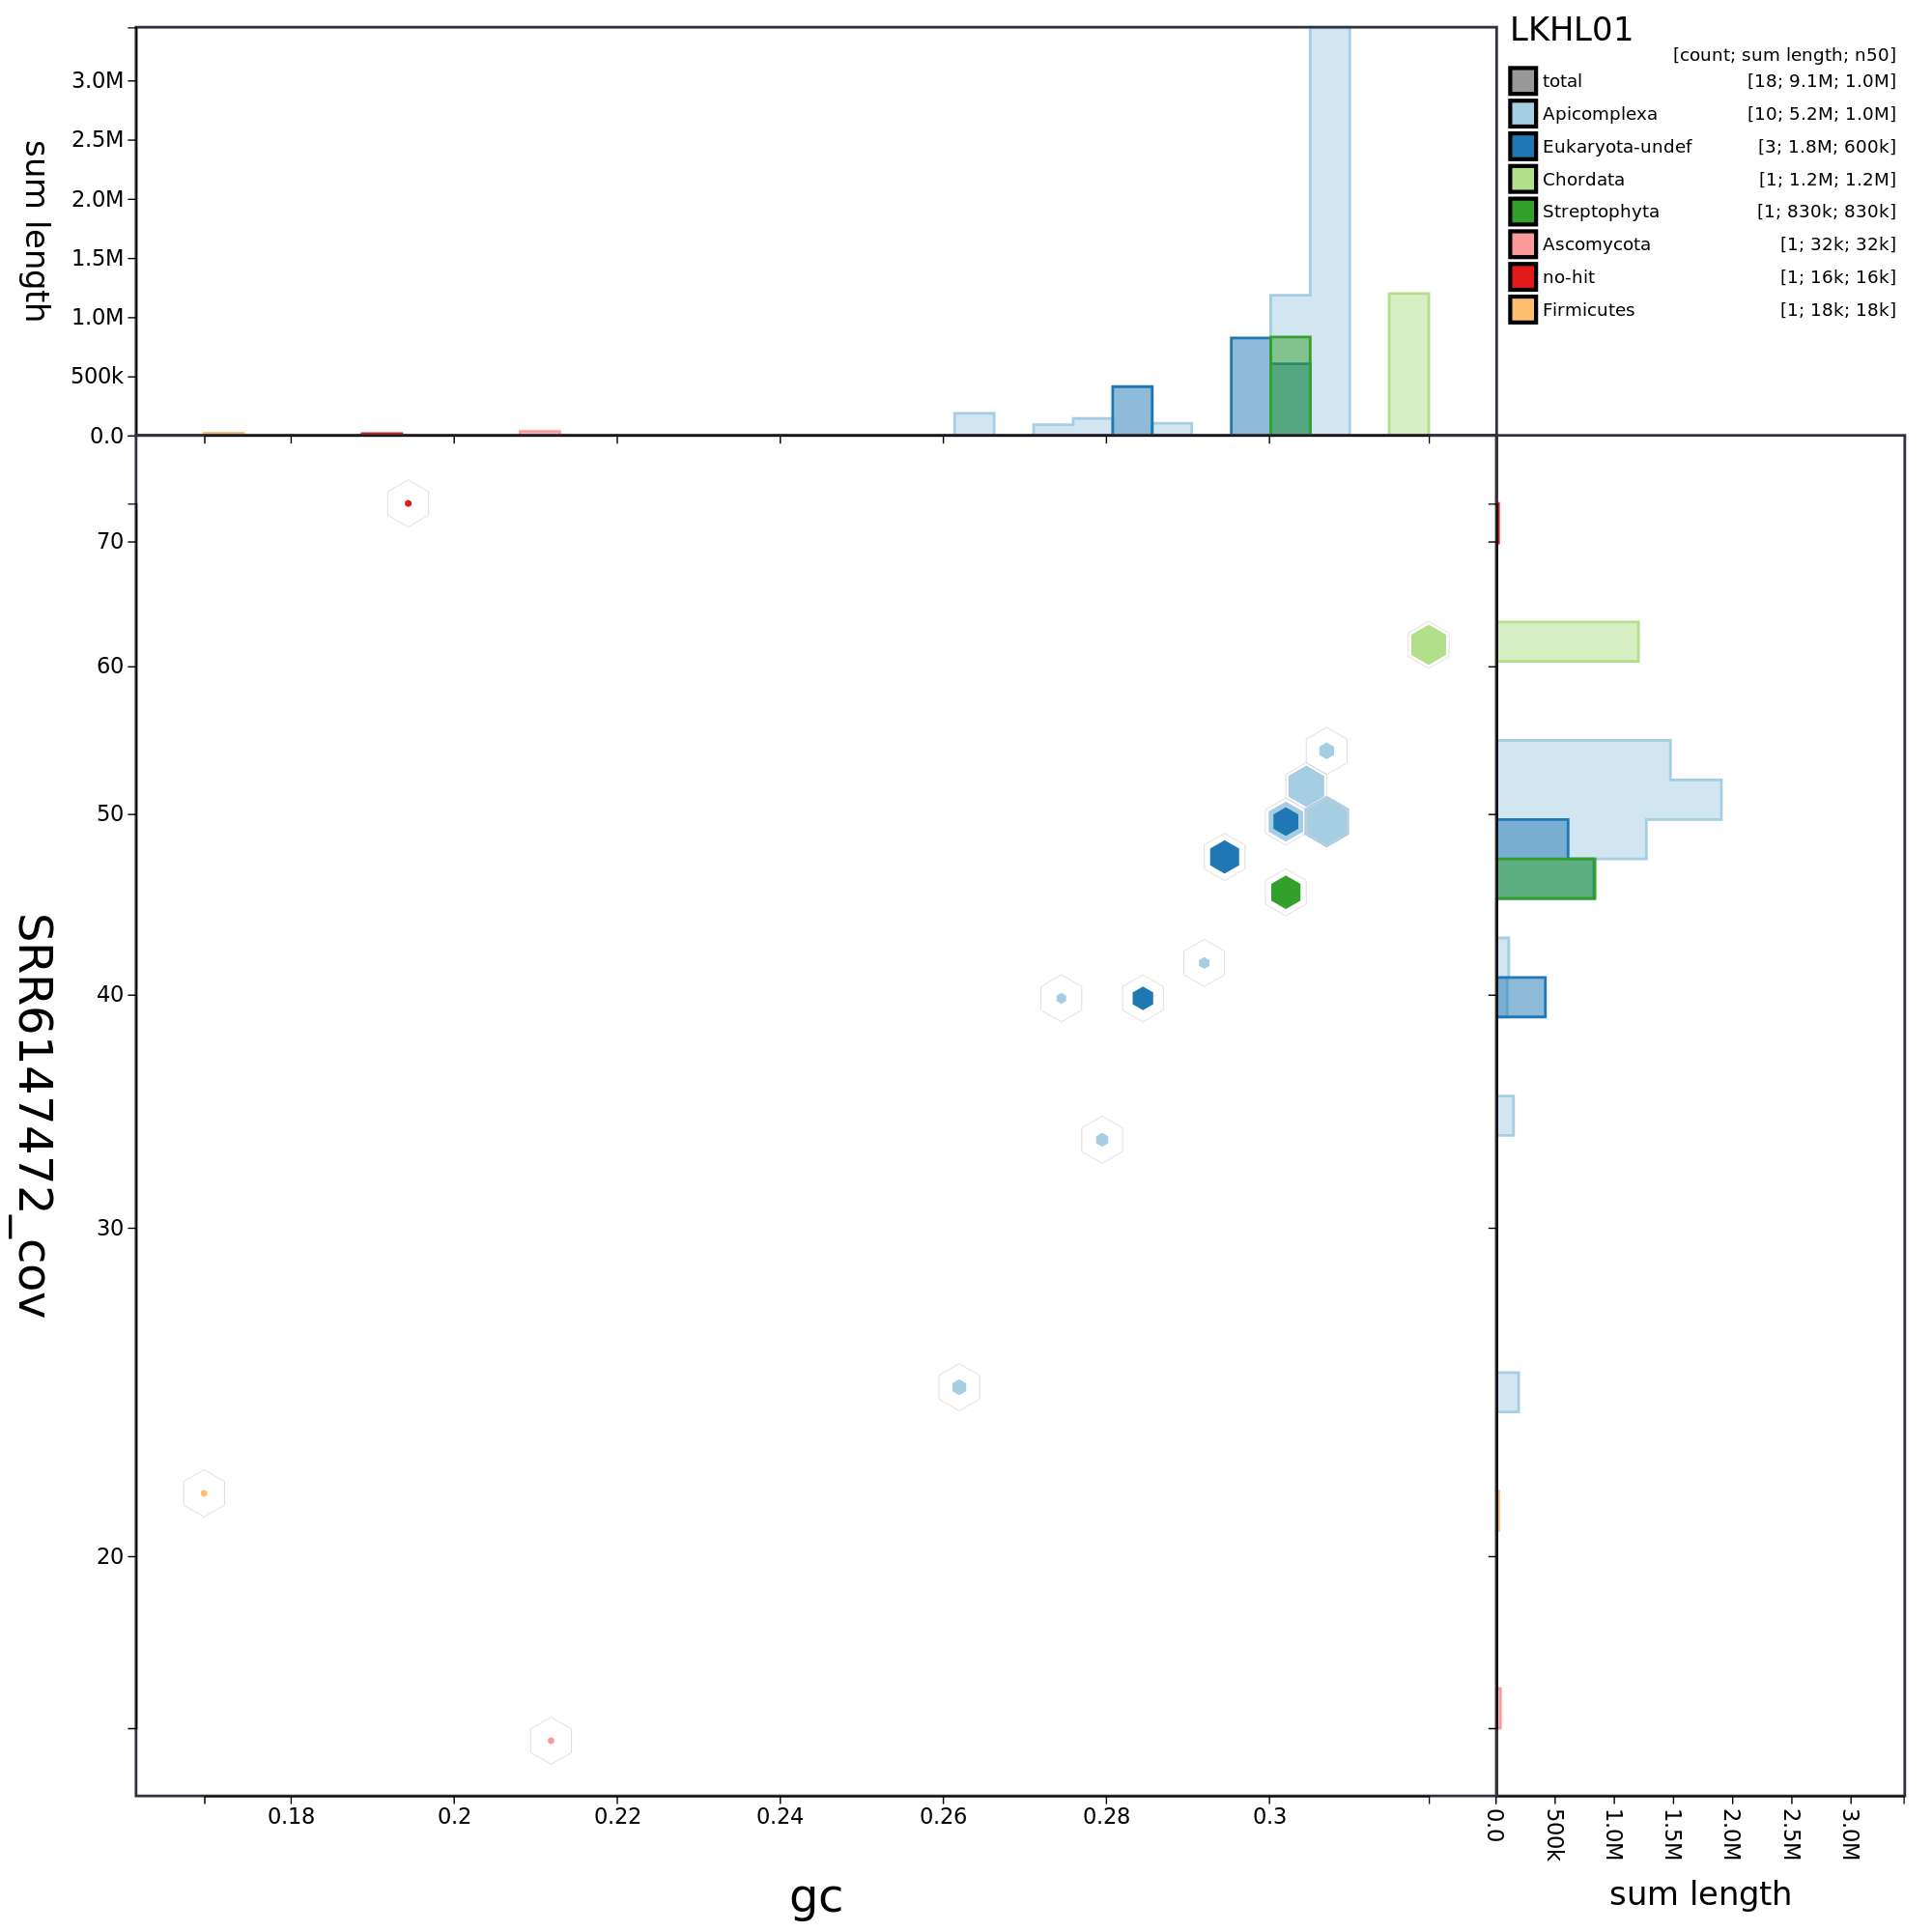 LKHL01
[count; sum length; n50]
total [18; 9.1M; 1.0M]
Apicomplexa [10; 5.2M; 1.0M]
Eukaryota-undef [3; 1.8M; 600k]
Chordata [1; 1.2M; 1.2M]
Streptophyta [1; 830k; 830k]
Ascomycota [1; 32k; 32k]
no-hit [1; 16k; 16k]
Firmicutes [1; 18k; 18k]
sum length
3.0M
2.5M
2.0M
1.5M
1.0M
500k
0.0
SRR6147472_cov
70
60
50
40
30
20
0.18 0.2 0.22 0.24 0.26 0.28 0.3
gc
0.0 500k 1.0M 1.5M 2.0M 2.5M 3.0M
sum length